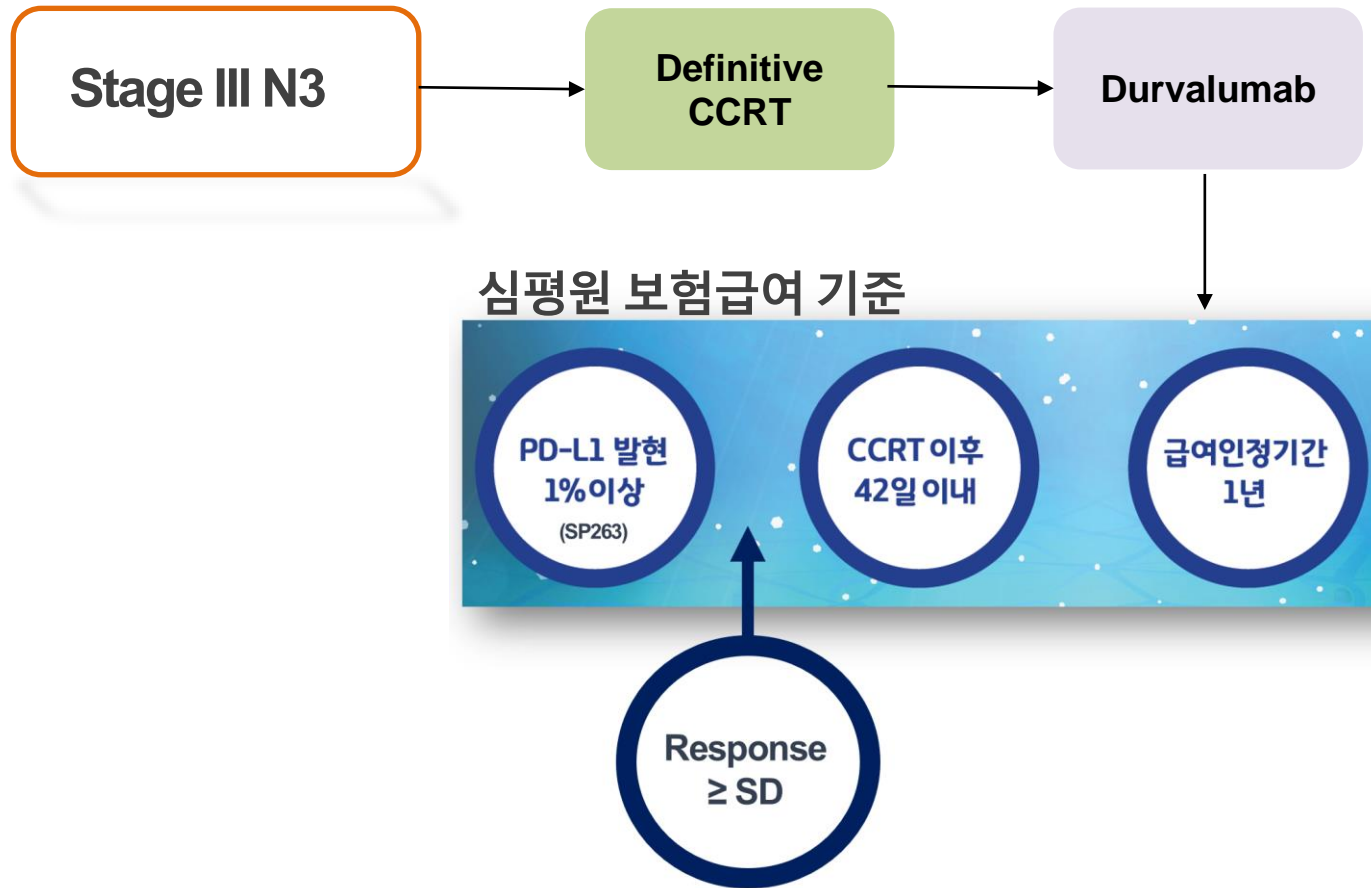 Stage III N3
Definitive
CCRT
Durvalumab
심평원 보험급여 기준
PD-L1 발현
1%이상
(SP263)
CCRT 이후
42일 이내
급여인정기간
1년
Response
≥ SD